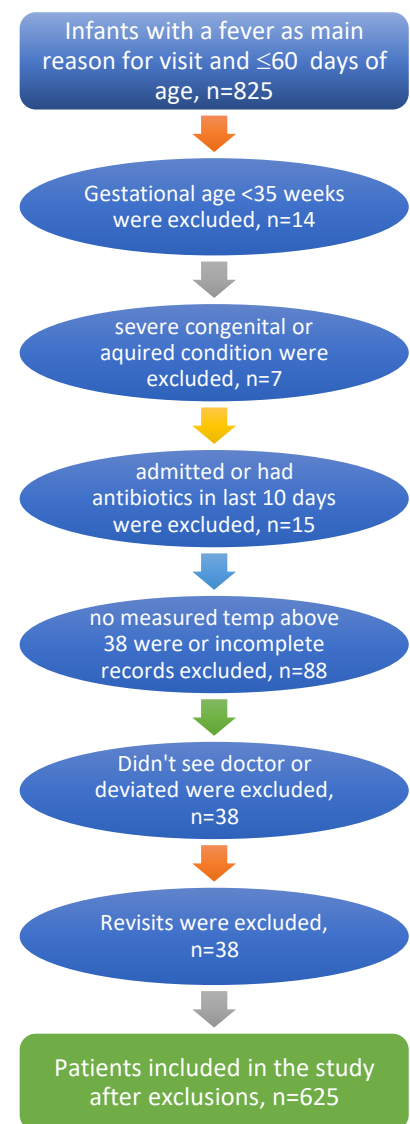 Infants with a fever as main
reason for visit and ≤60 days of
age, n=825
Gestational age <35 weeks
were excluded, n=14
severe congenital or
aquired condition were
excluded, n=7
admitted or had
antibiotics in last 10 days
were excluded, n=15
no measured temp above
38 were or incomplete
records excluded, n=88
Didn't see doctor or
deviated were excluded,
n=38
Revisits were excluded,
n=38
Patients included in the study
after exclusions, n=625